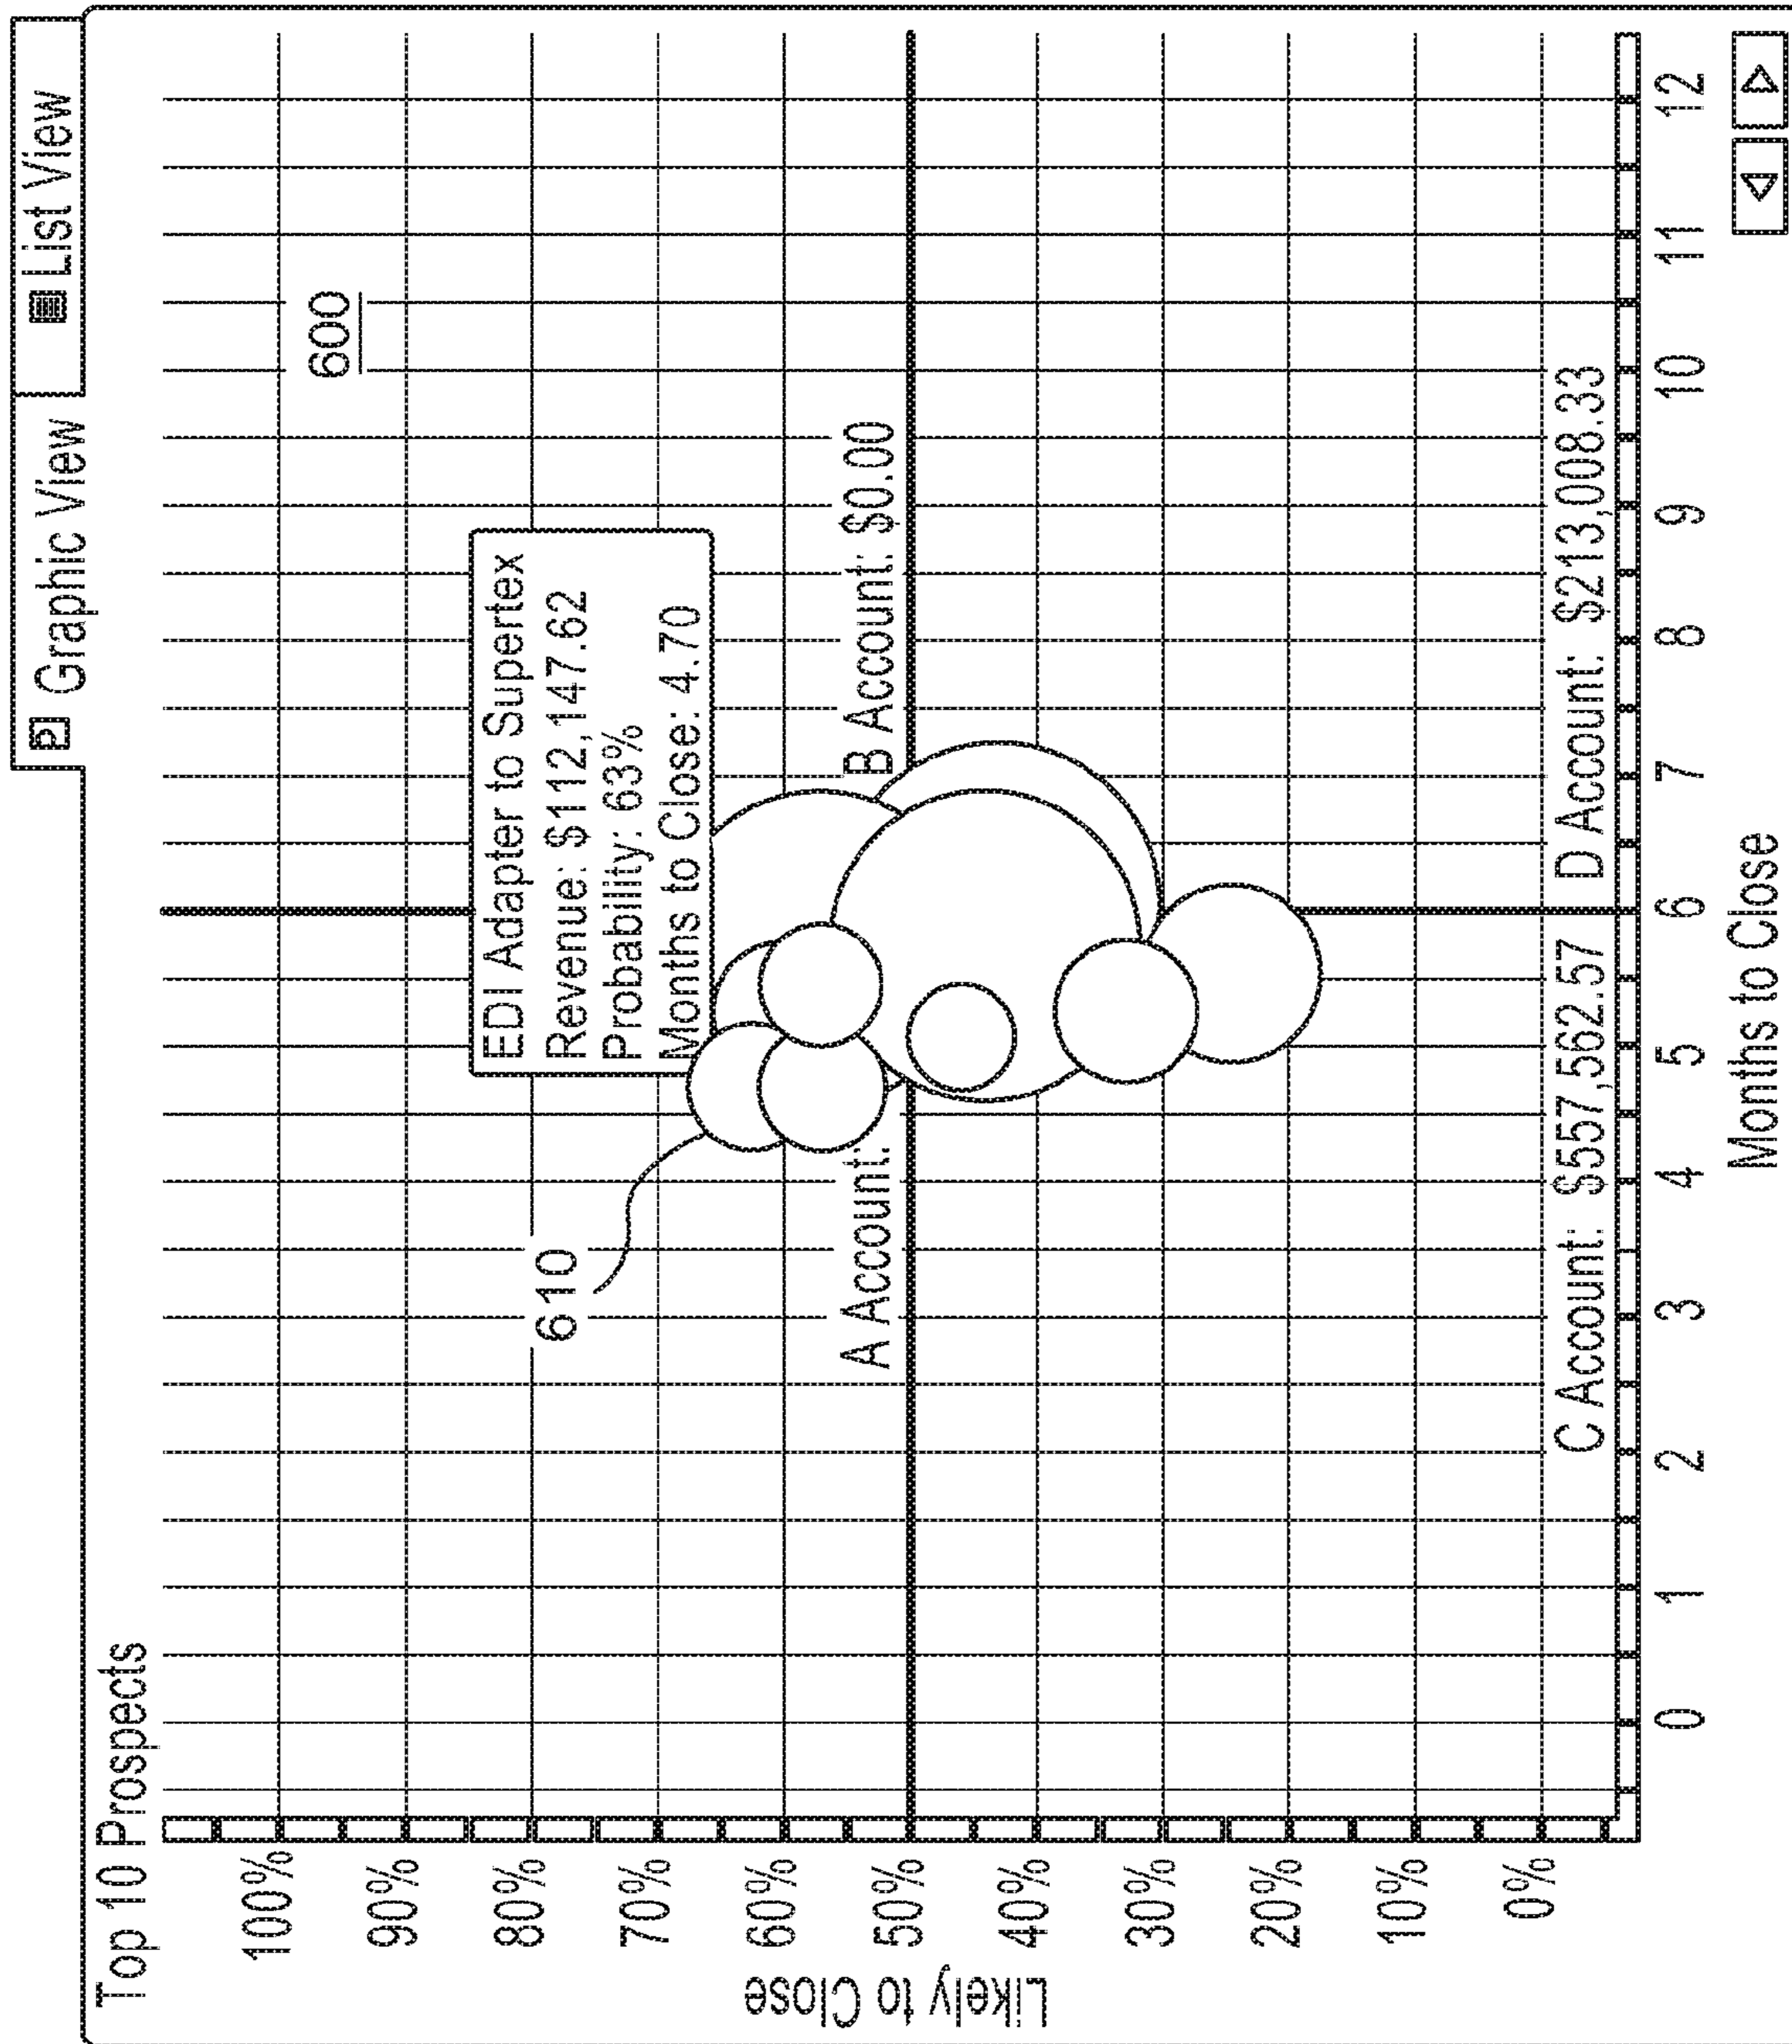 Graphic View
List View
Top 10 Prospects
600
EDI Adapter to Supertex
Revenue: $112,147.62
Probability: 63%
Months to Close: 4.70
610
A Account:
B Account: $0.00
C Account: $557,562.57
D Account: $213,008.33
Likely to Close
100%
90%
80%
70%
60%
50%
40%
30%
20%
10%
0%
0 1 2 3 4 5 6 7 8 9 10 11 12
Months to Close